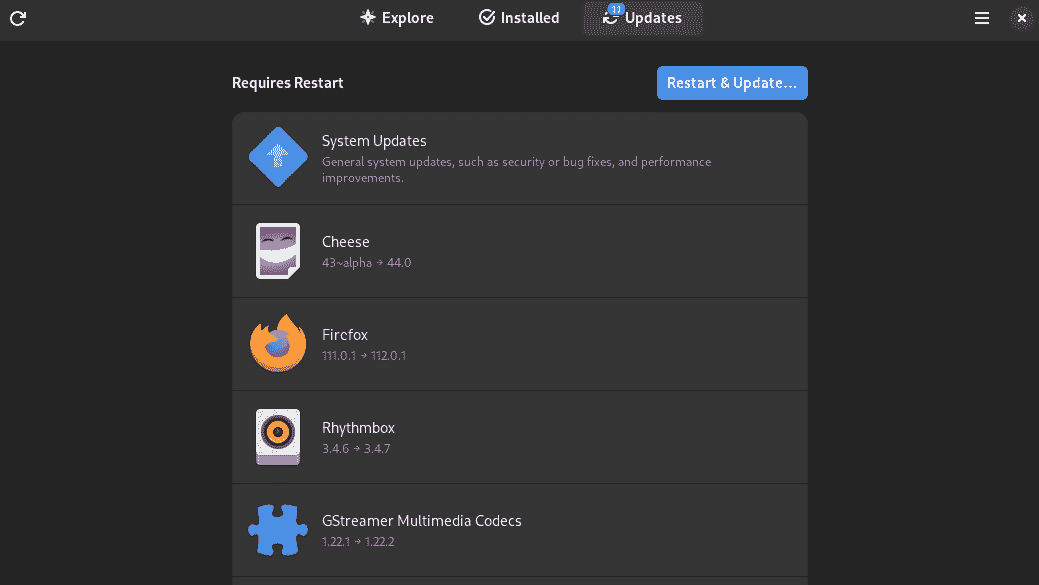 Explore
Installed
11
Updates
Requires Restart
Restart & Update...
System Updates
General system updates, such as security or bug fixes, and performance
improvements.
Cheese
43~alpha → 44.0
Firefox
111.0.1 → 112.0.1
Rhythmbox
3.4.6 → 3.4.7
GStreamer Multimedia Codecs
1.22.1 → 1.22.2